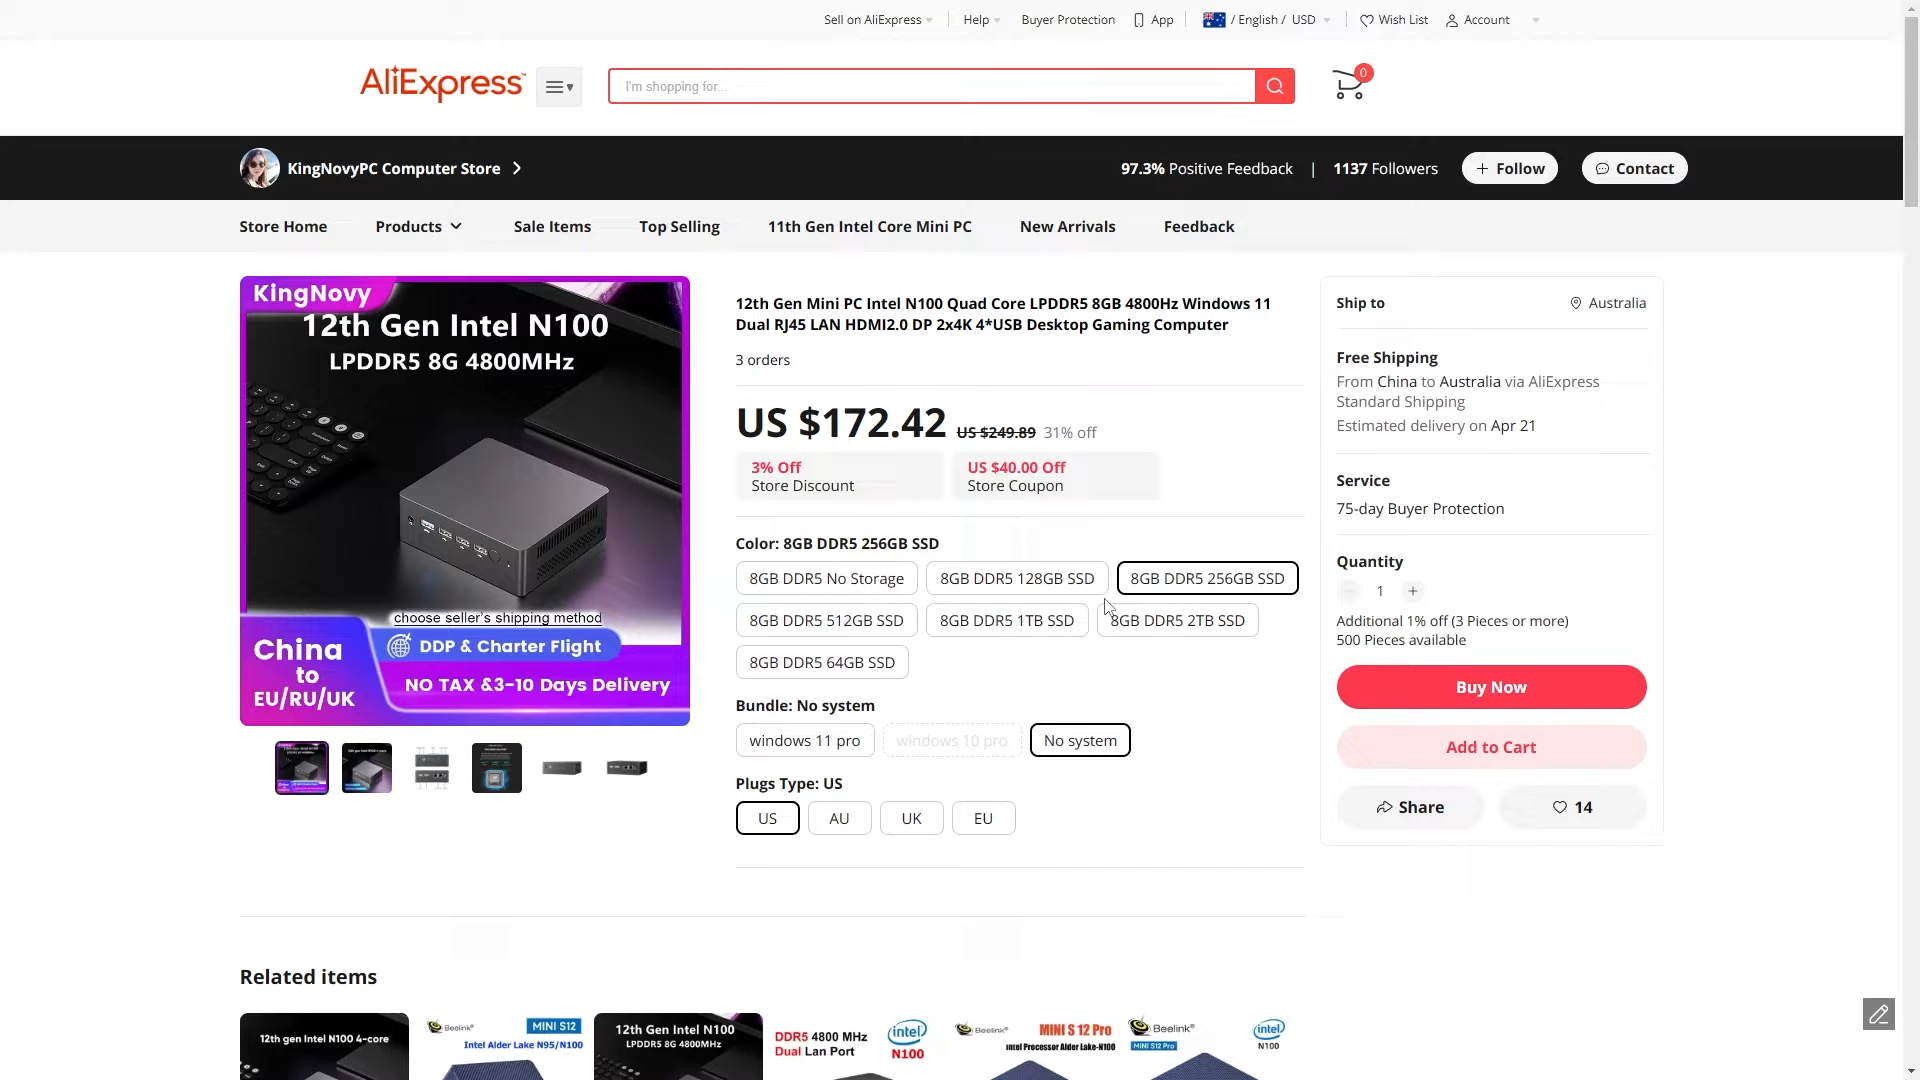 Sell on AliExpress
Help
Buyer Protection
App
/ English / USD
Wish List
Account
AliExpress
I'm shopping for...
0
KingNovyPC Computer Store
97.3% Positive Feedback | 1137 Followers
+ Follow
Contact
Store Home
Products
Sale Items
Top Selling
11th Gen Intel Core Mini PC
New Arrivals
Feedback
KingNovy
12th Gen Intel N100
LPDDR5 8G 4800MHz
choose seller's shipping method
China
to
EU/RU/UK
DDP & Charter Flight
NO TAX &3-10 Days Delivery
12th Gen Mini PC Intel N100 Quad Core LPDDR5 8GB 4800Hz Windows 11
Dual RJ45 LAN HDMI2.0 DP 2x4K 4*USB Desktop Gaming Computer
3 orders
US $172.42 US $249.89 31% off
3% Off
Store Discount
US $40.00 Off
Store Coupon
Color: 8GB DDR5 256GB SSD
8GB DDR5 No Storage
8GB DDR5 128GB SSD
8GB DDR5 256GB SSD
8GB DDR5 512GB SSD
8GB DDR5 1TB SSD
8GB DDR5 2TB SSD
8GB DDR5 64GB SSD
Bundle: No system
windows 11 pro
windows 10 pro
No system
Plugs Type: US
US
AU
UK
EU
Ship to
Australia
Free Shipping
From China to Australia via AliExpress
Standard Shipping
Estimated delivery on Apr 21
Service
75-day Buyer Protection
Quantity
1
+
Additional 1% off (3 Pieces or more)
500 Pieces available
Buy Now
Add to Cart
Share
14
Related items
12th gen Intel N100 4-core
Beelink
MINI S12
Intel Alder Lake N95/N100
12th Gen Intel N100
LPDDR5 8G 4800MHz
DDR5 4800 MHz
Dual Lan Port
intel
N100
Beelink
MINI S 12 Pro
Intel Processor Alder Lake-N100
Beelink
MINI S12 Pro
intel
N100